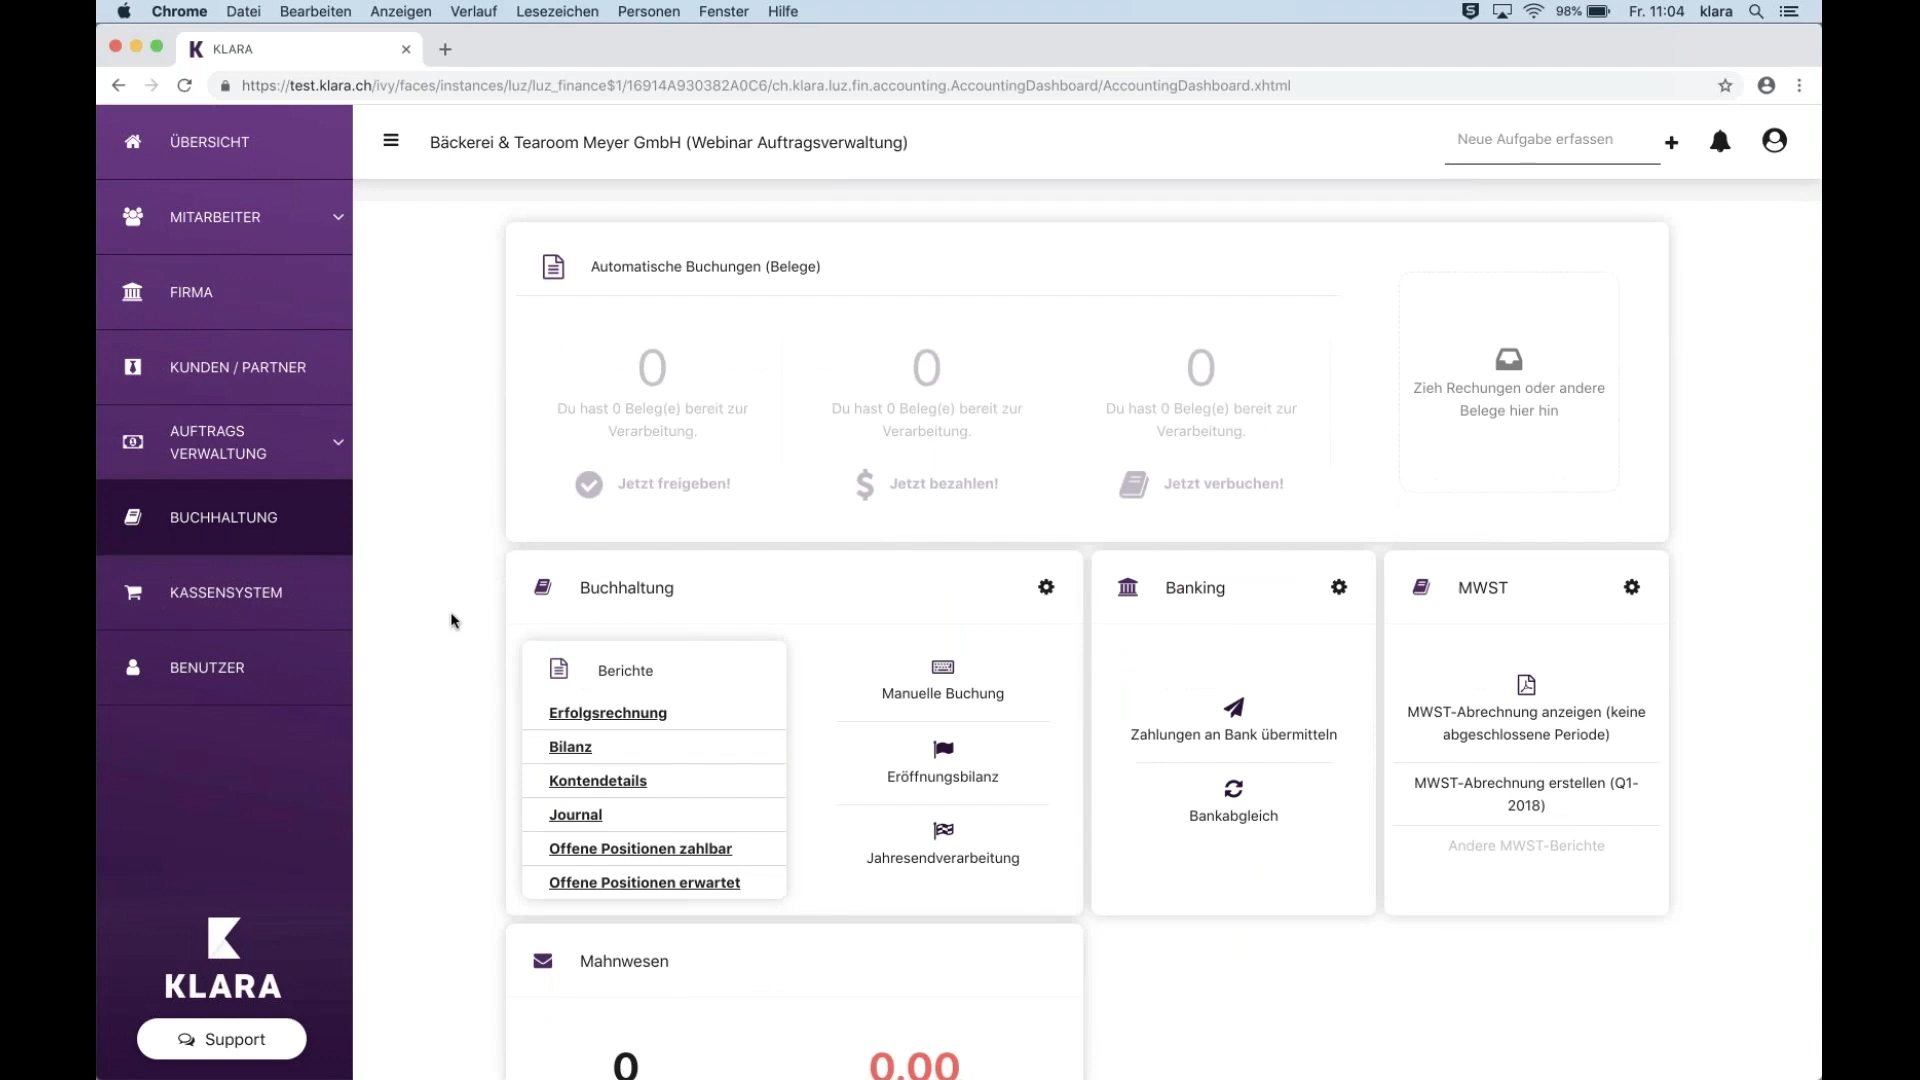 Chrome Datei Bearbeiten Anzeigen Verlauf Lesezeichen Personen Fenster Hilfe 98% Fr. 11:04 klara
KLARA
https://test.klara.ch/ivy/faces/instances/luz/luz_finance$1/16914A930382A0C6/ch.klara.luz.fin.accounting.AccountingDashboard/AccountingDashboard.xhtml
ÜBERSICHT
MITARBEITER
FIRMA
KUNDEN / PARTNER
AUFTRAGS
VERWALTUNG
BUCHHALTUNG
KASSENSYSTEM
BENUTZER
KLARA
Support
Bäckerei & Tearoom Meyer GmbH (Webinar Auftragsverwaltung)
Neue Aufgabe erfassen
Automatische Buchungen (Belege)
0
Du hast 0 Beleg(e) bereit zur
Verarbeitung.
Jetzt freigeben!
0
Du hast 0 Beleg(e) bereit zur
Verarbeitung.
Jetzt bezahlen!
0
Du hast 0 Beleg(e) bereit zur
Verarbeitung.
Jetzt verbuchen!
Zieh Rechungen oder andere
Belege hier hin
Buchhaltung
Berichte
Erfolgsrechnung
Bilanz
Kontendetails
Journal
Offene Positionen zahlbar
Offene Positionen erwartet
Manuelle Buchung
Eröffnungsbilanz
Jahresendverarbeitung
Banking
Zahlungen an Bank übermitteln
Bankabgleich
MWST
MWST-Abrechnung anzeigen (keine
abgeschlossene Periode)
MWST-Abrechnung erstellen (Q1-
2018)
Andere MWST-Berichte
Mahnwesen
0
0.00